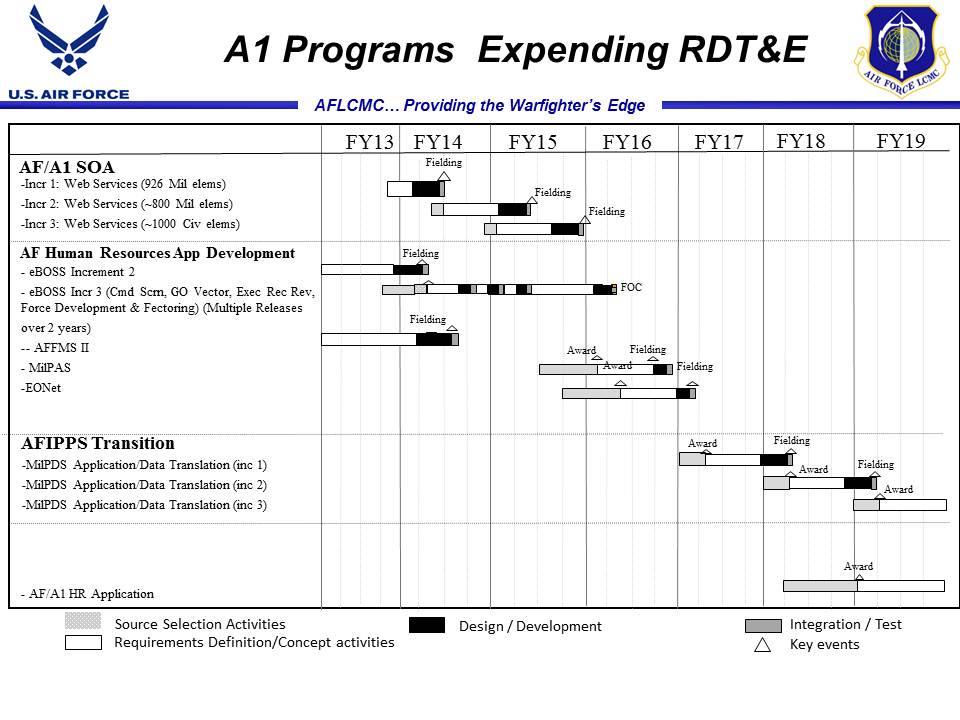 A1 Programs Expending RDT&E
U.S. AIR FORCE
AIR FORCE LCMC
AFLCMC… Providing the Warfighter's Edge
FY13 FY14 FY15 FY16 FY17 FY18 FY19
AF/A1 SOA
Fielding
-Incr 1: Web Services (926 Mil elems)
Fielding
-Incr 2: Web Services (~800 Mil elems)
Fielding
-Incr 3: Web Services (~1000 Civ elems)
AF Human Resources App Development
Fielding
- eBOSS Increment 2
- eBOSS Incr 3 (Cmd Scrn, GO Vector, Exec Rec Rev,
FOC
Force Development & Fectoring) (Multiple Releases
over 2 years)
Fielding
-- AFFMS II
Award Fielding
- MilPAS
Award Fielding
-EONet
AFIPPS Transition
Award Fielding
-MilPDS Application/Data Translation (inc 1)
Award Fielding
-MilPDS Application/Data Translation (inc 2)
Award
-MilPDS Application/Data Translation (inc 3)
Award
- AF/A1 HR Application
Source Selection Activities
Design / Development
Integration / Test
Requirements Definition/Concept activities
Key events